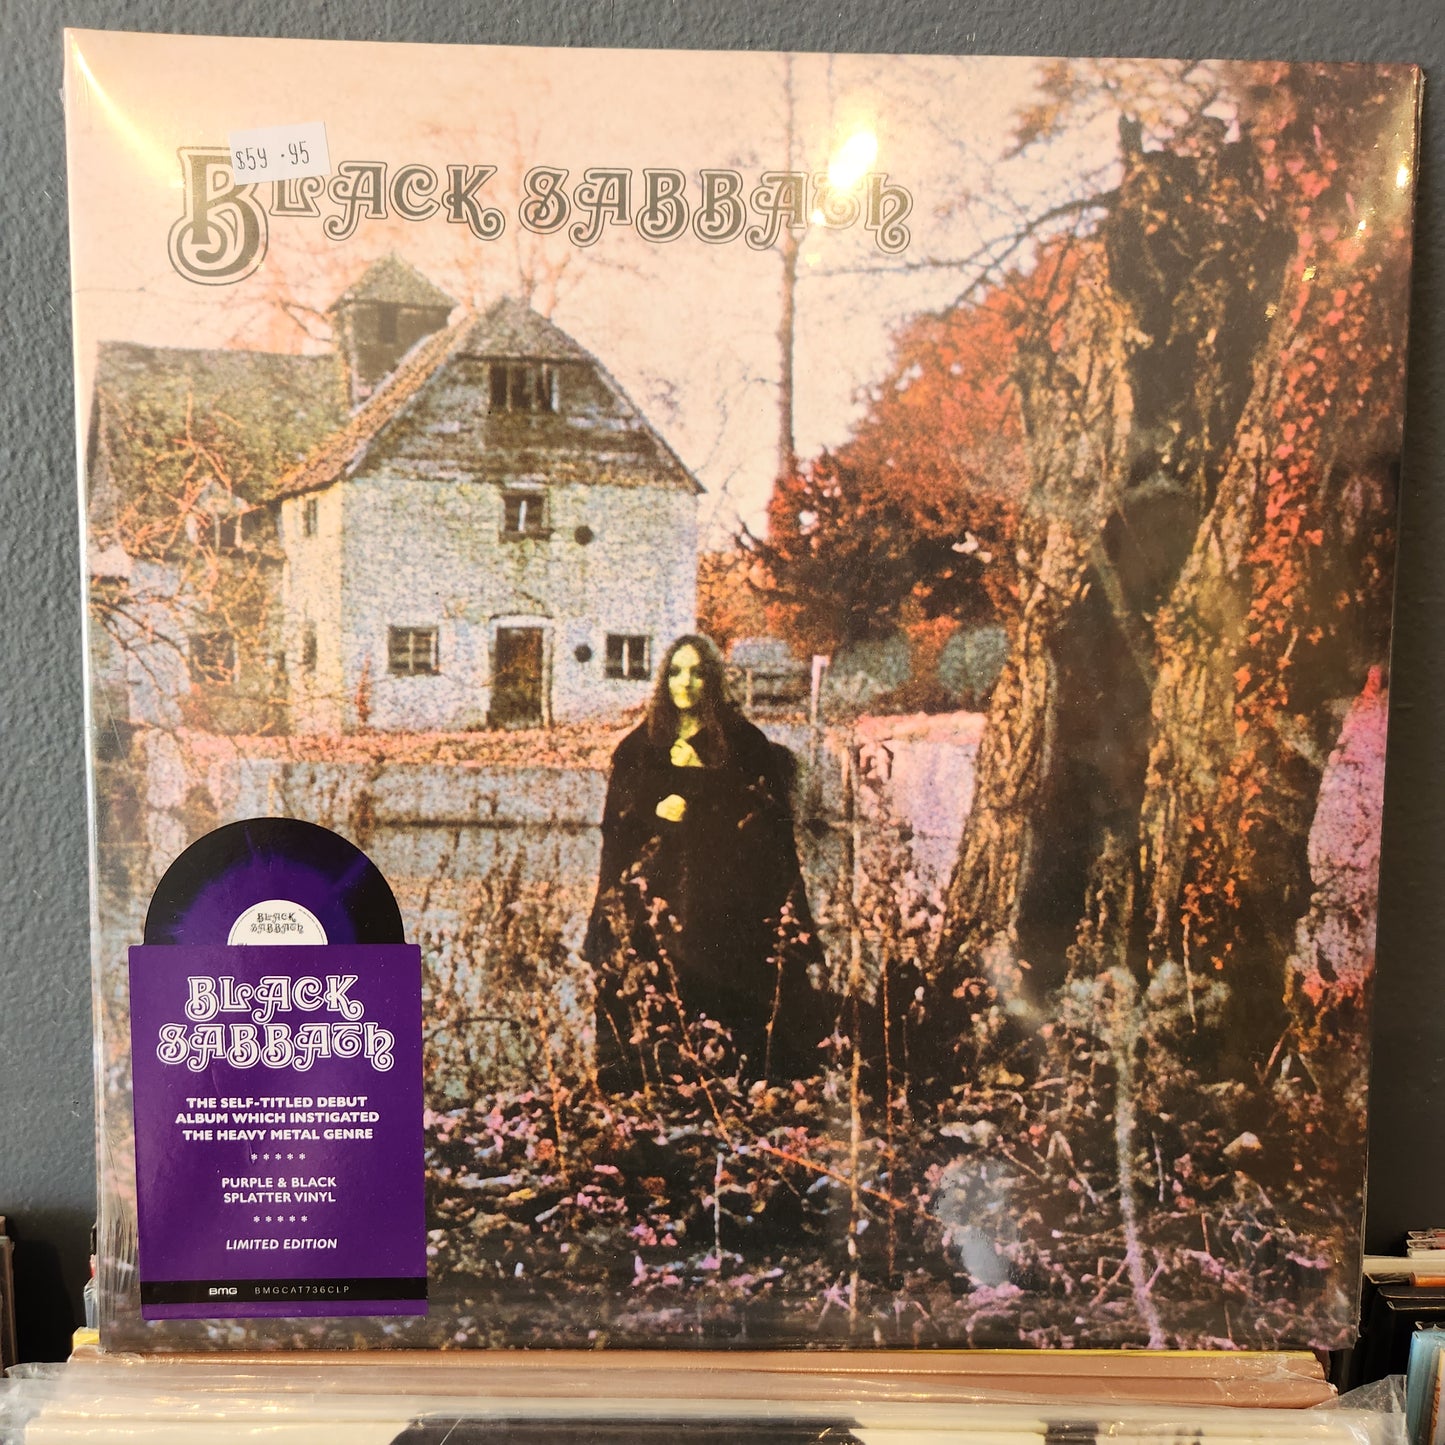 $59.95
BLACK SABBATH
BLACK
SABBATH
BLACK
SABBATH
THE SELF-TITLED DEBUT
ALBUM WHICH INSTIGATED
THE HEAVY METAL GENRE
*****
PURPLE & BLACK
SPLATTER VINYL
*****
LIMITED EDITION
BMG BMGCAT736CLP